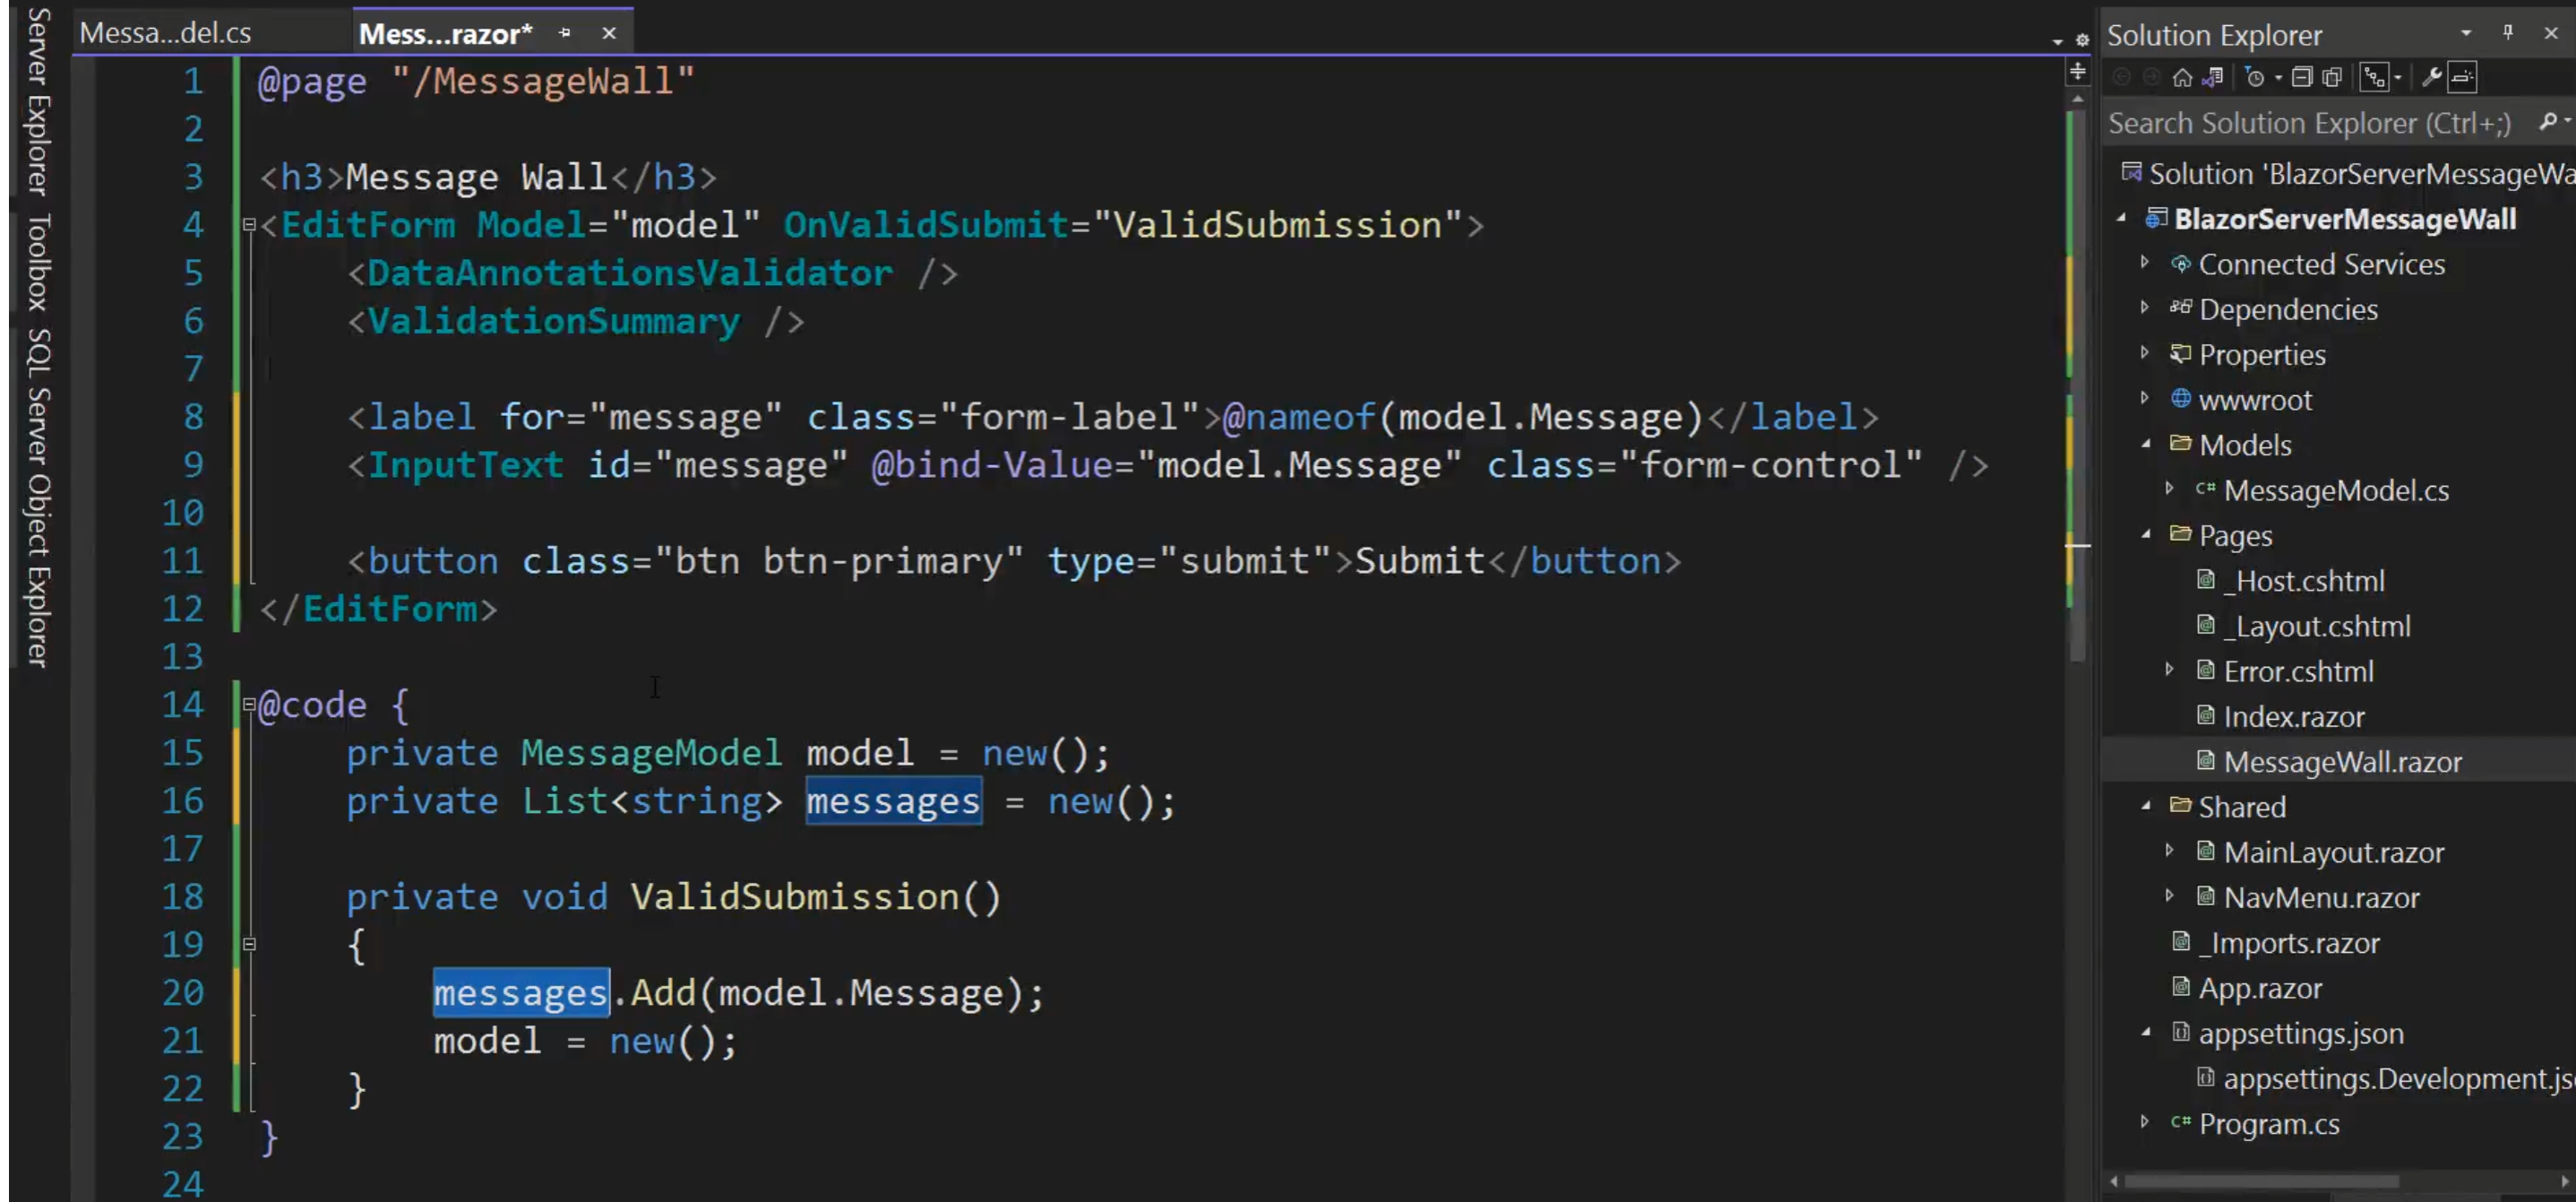 Server Explorer
Toolbox
SQL Server Object Explorer
Messa...del.cs
Mess...razor*
1 @page "/MessageWall"
2
3 <h3>Message Wall</h3>
4 <EditForm Model="model" OnValidSubmit="ValidSubmission">
5 <DataAnnotationsValidator />
6 <ValidationSummary />
7
8 <label for="message" class="form-label">@nameof(model.Message)</label>
9 <InputText id="message" @bind-Value="model.Message" class="form-control" />
10
11 <button class="btn btn-primary" type="submit">Submit</button>
12 </EditForm>
13
14 @code {
15 private MessageModel model = new();
16 private List<string> messages = new();
17
18 private void ValidSubmission()
19 {
20 messages.Add(model.Message);
21 model = new();
22 }
23 }
24
Solution Explorer
Search Solution Explorer (Ctrl+;)
Solution 'BlazorServerMessageWa
BlazorServerMessageWall
Connected Services
Dependencies
Properties
wwwroot
Models
C# MessageModel.cs
Pages
_Host.cshtml
_Layout.cshtml
Error.cshtml
Index.razor
MessageWall.razor
Shared
MainLayout.razor
NavMenu.razor
_Imports.razor
App.razor
appsettings.json
appsettings.Development.js
C# Program.cs